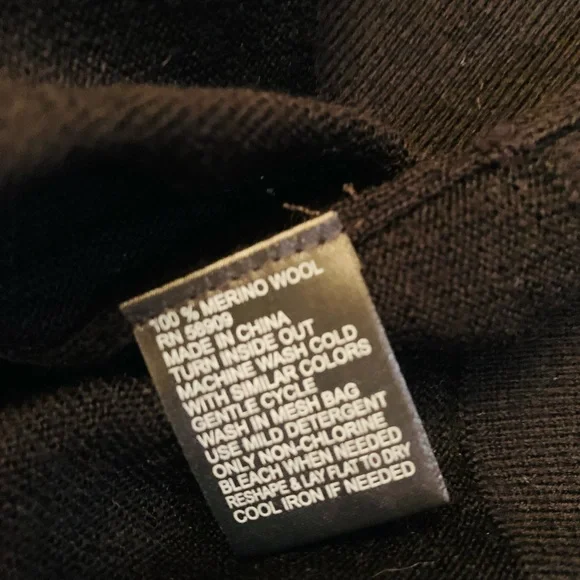 100 % MERINO WOOL
RN 56909
MADE IN CHINA
TURN INSIDE OUT
MACHINE WASH COLD
WITH SIMILAR COLORS
GENTLE CYCLE
WASH IN MESH BAG
USE MILD DETERGENT
ONLY NON-CHLORINE
BLEACH WHEN NEEDED
RESHAPE & LAY FLAT TO DRY
COOL IRON IF NEEDED